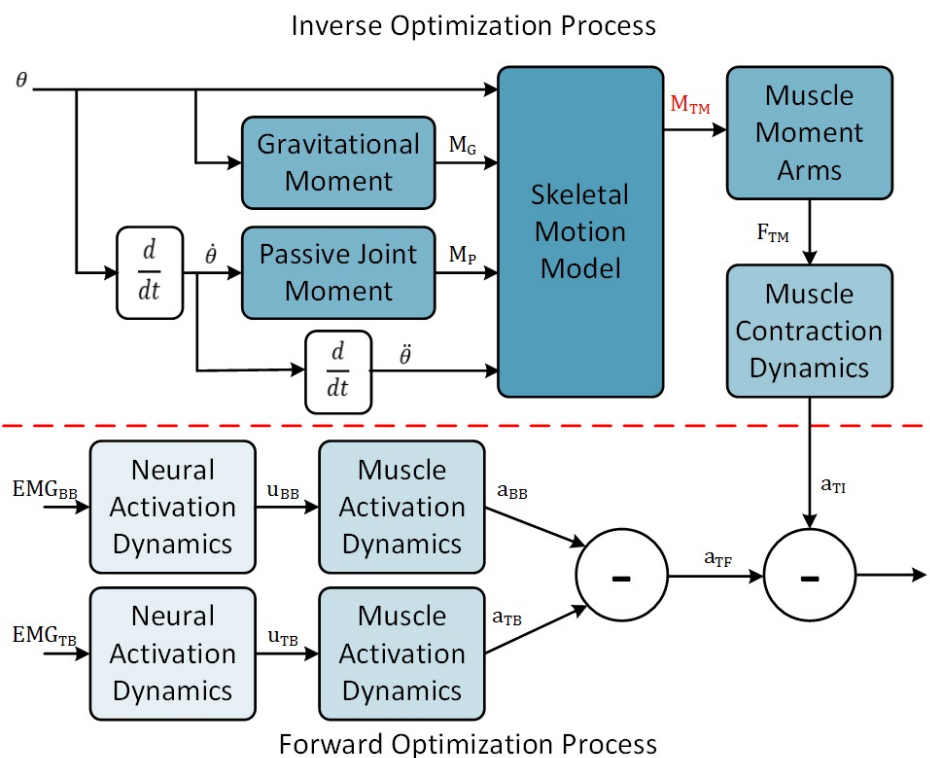 Inverse Optimization Process
θ
Gravitational
Moment
M_G
d
dt
θ̇
Passive Joint
Moment
M_P
d
dt
θ̈
Skeletal
Motion
Model
M_TM
Muscle
Moment
Arms
F_TM
Muscle
Contraction
Dynamics
a_TI
EMG_BB
Neural
Activation
Dynamics
u_BB
Muscle
Activation
Dynamics
a_BB
EMG_TB
Neural
Activation
Dynamics
u_TB
Muscle
Activation
Dynamics
a_TB
-
a_TF
-
Forward Optimization Process